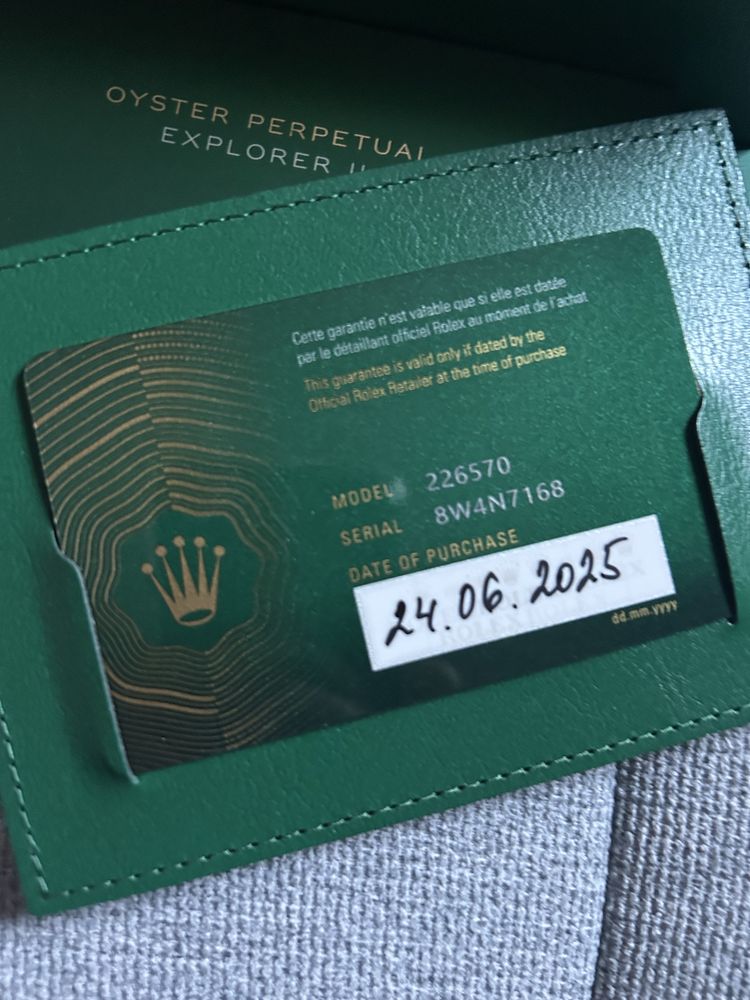 OYSTER PERPETUAL
EXPLORER II
Cette garantie n'est valable que si elle est datée
par le détaillant officiel Rolex au moment de l'achat
This guarantee is valid only if dated by the
Official Rolex Retailer at the time of purchase
MODEL 226570
SERIAL 8W4N7168
DATE OF PURCHASE
24.06.2025
dd.mm.yyyy